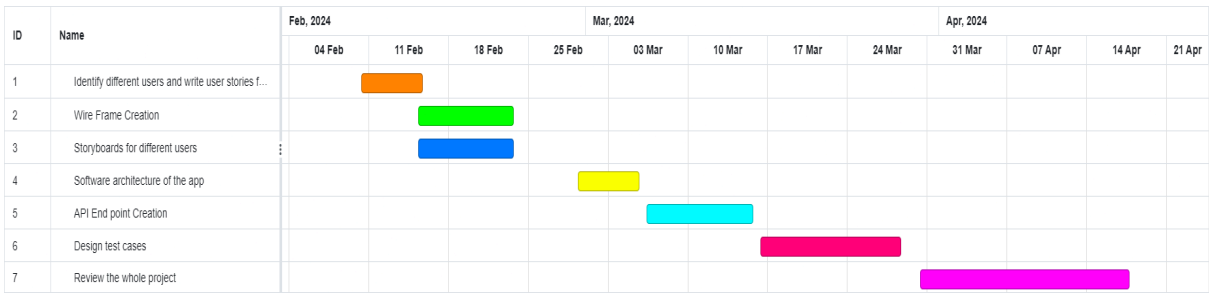 ID Name Feb, 2024 Mar, 2024 Apr, 2024
04 Feb 11 Feb 18 Feb 25 Feb 03 Mar 10 Mar 17 Mar 24 Mar 31 Mar 07 Apr 14 Apr 21 Apr
1 Identify different users and write user stories f...
2 Wire Frame Creation
3 Storyboards for different users
4 Software architecture of the app
5 API End point Creation
6 Design test cases
7 Review the whole project